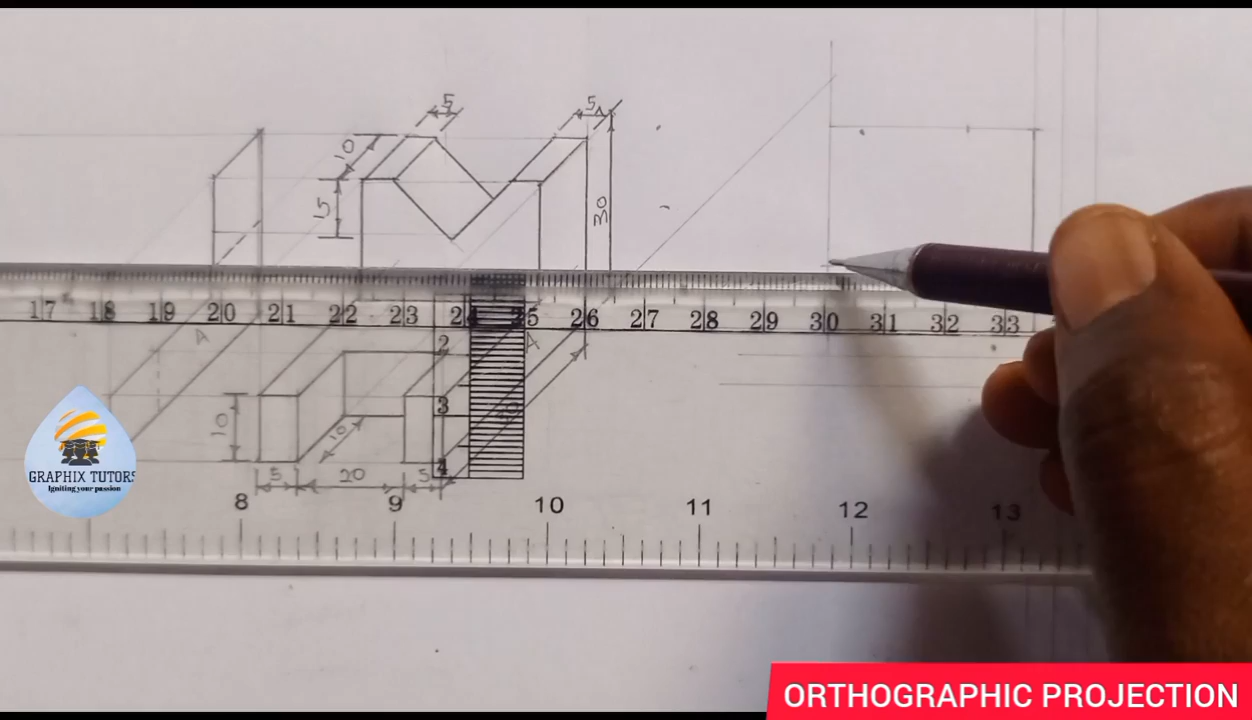 5
5
10
15
30
17 18 19 20 21 22 23 24 25 26 27 28 29 30 31 32 33
A
A
2
3
4
10
10
5
20
5
8 9 10 11 12 13
GRAPHIX TUTORS
Igniting your passion
ORTHOGRAPHIC PROJECTION